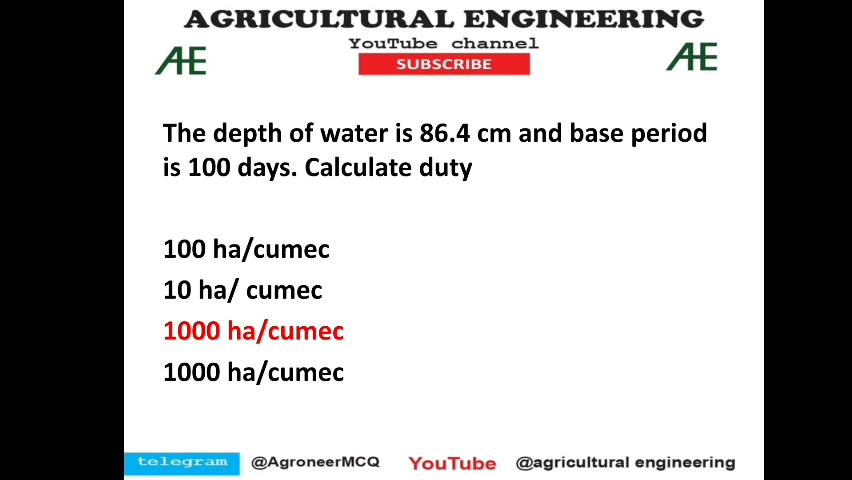 AGRICULTURAL ENGINEERING
YouTube channel
SUBSCRIBE
The depth of water is 86.4 cm and base period
is 100 days. Calculate duty
100 ha/cumec
10 ha/ cumec
1000 ha/cumec
1000 ha/cumec
telegram @AgroneerMCQ YouTube @agricultural engineering